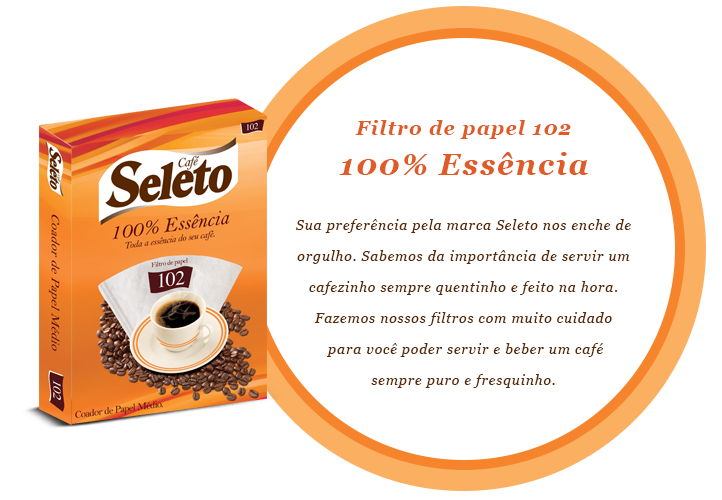 102
Café
Seleto
100% Essência
Toda a essência do seu café.
Filtro de papel
102
Coador de Papel Médio.
Seleto
Coador de Papel Médio
102
Filtro de papel 102
100% Essência
Sua preferência pela marca Seleto nos enche de
orgulho. Sabemos da importância de servir um
cafezinho sempre quentinho e feito na hora.
Fazemos nossos filtros com muito cuidado
para você poder servir e beber um café
sempre puro e fresquinho.